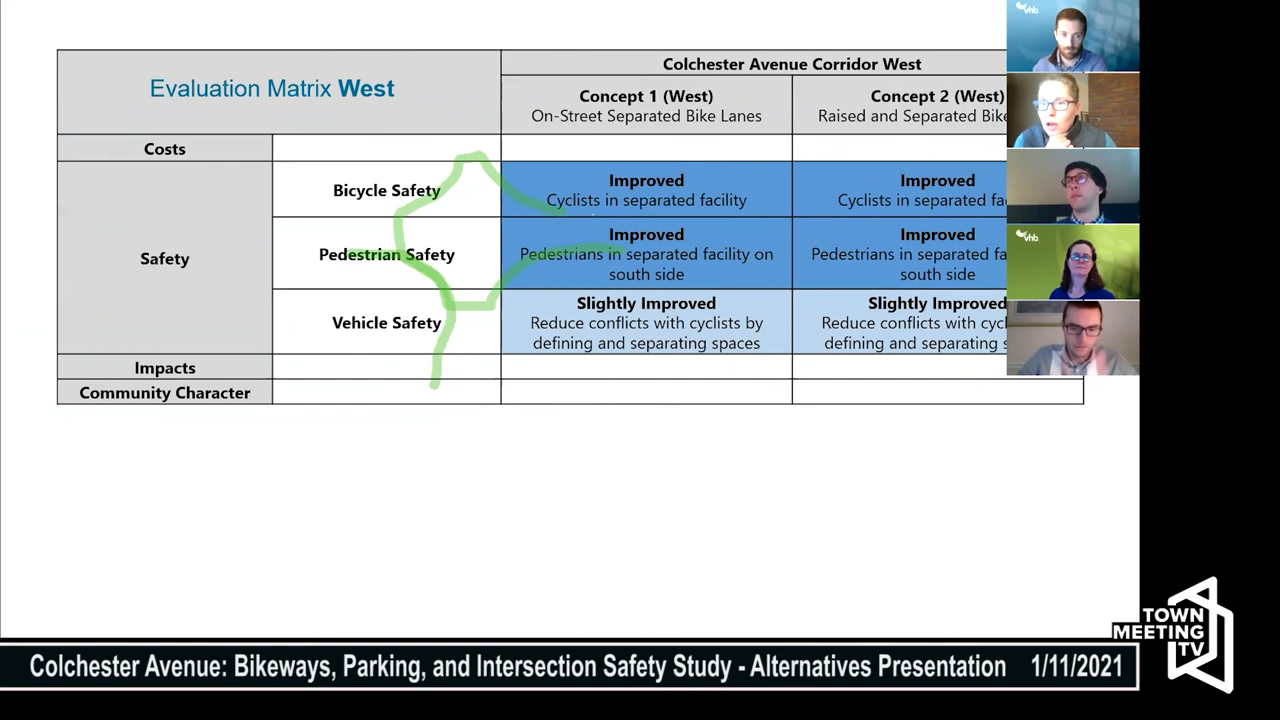 vhb
Colchester Avenue Corridor West
Evaluation Matrix West
Concept 1 (West)
Concept 2 (West)
On-Street Separated Bike Lanes
Raised and Separated Bike
Costs
Bicycle Safety
Improved
Cyclists in separated facility
Improved
Cyclists in separated fa
Safety
Pedestrian Safety
Improved
Pedestrians in separated facility on
south side
Improved
Pedestrians in separated fa
south side
vhb
Vehicle Safety
Slightly Improved
Reduce conflicts with cyclists by
defining and separating spaces
Slightly Improved
Reduce conflicts with cycl
defining and separating s
Impacts
Community Character
TOWN
MEETING
TV
Colchester Avenue: Bikeways, Parking, and Intersection Safety Study - Alternatives Presentation 1/11/2021